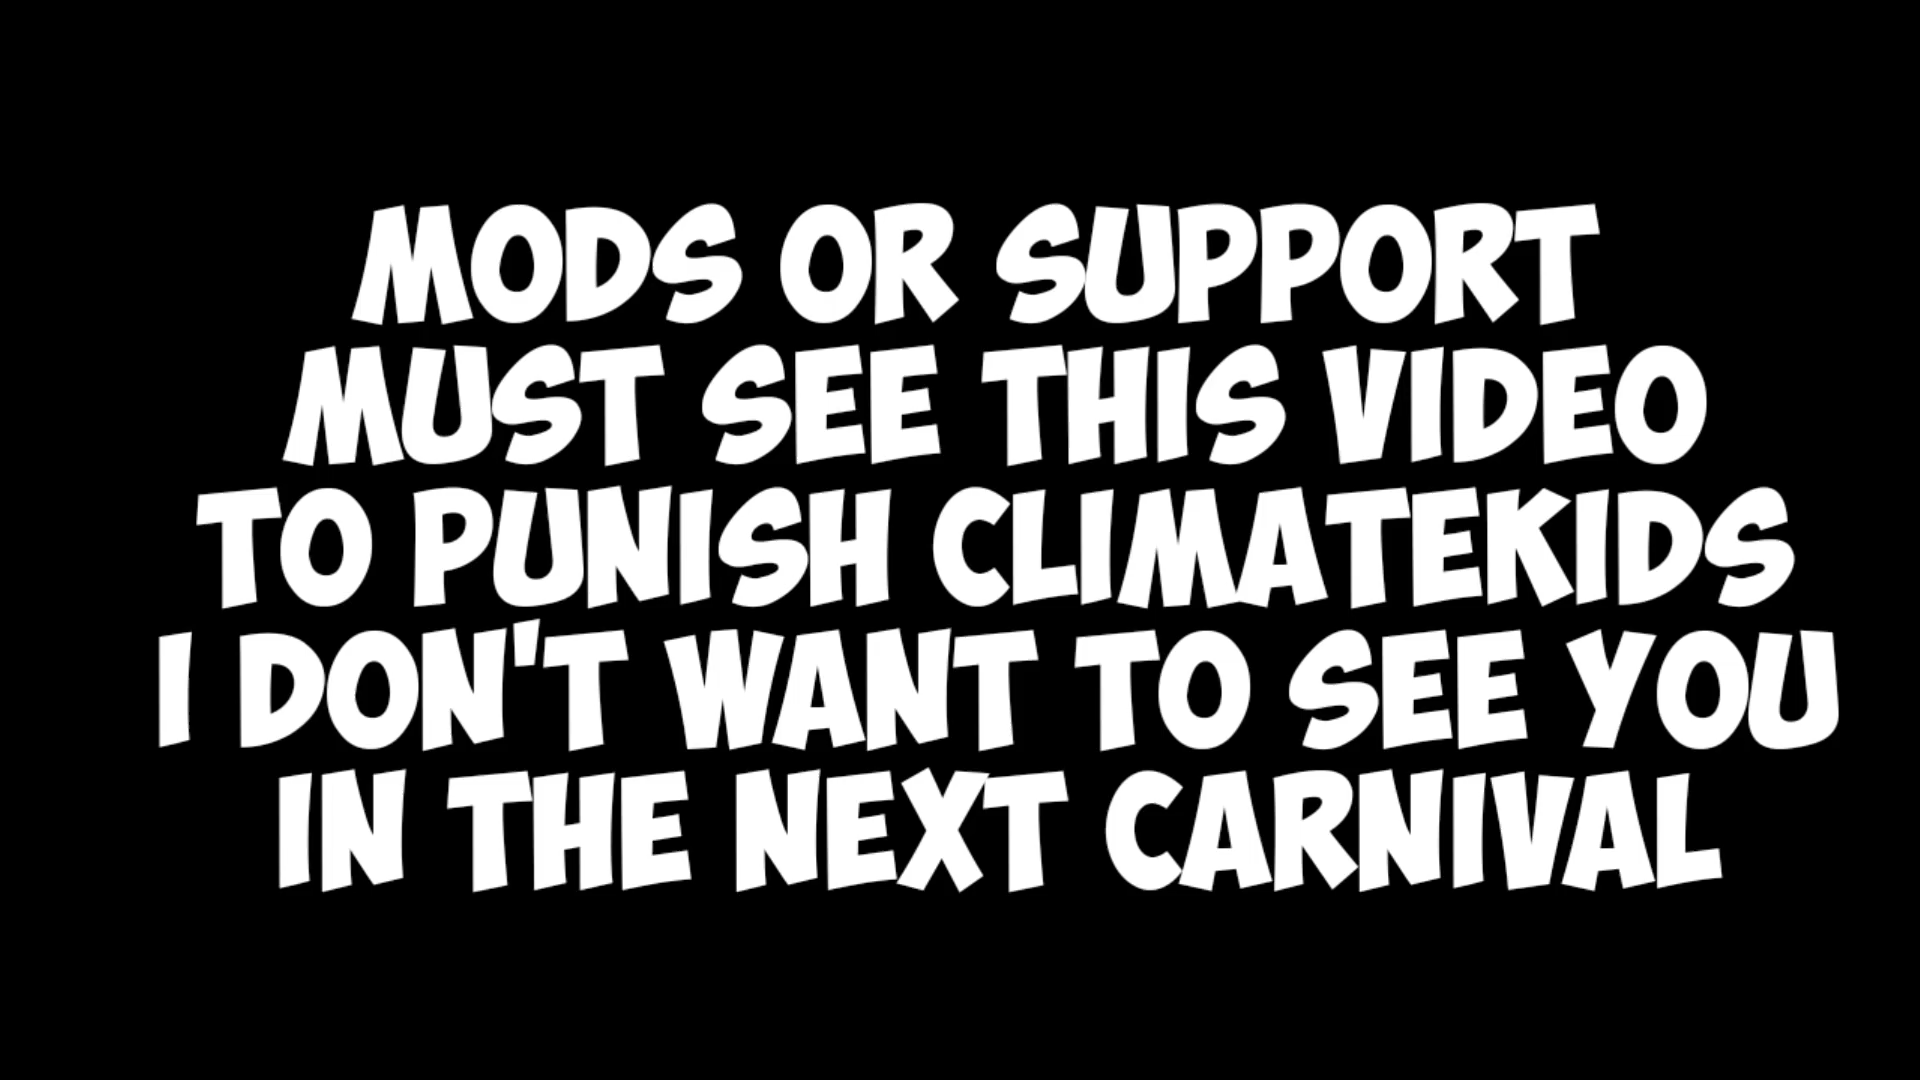 MODS OR SUPPORT
MUST SEE THIS VIDEO
TO PUNISH CLIMATEKIDS
I DON'T WANT TO SEE YOU
IN THE NEXT CARNIVAL